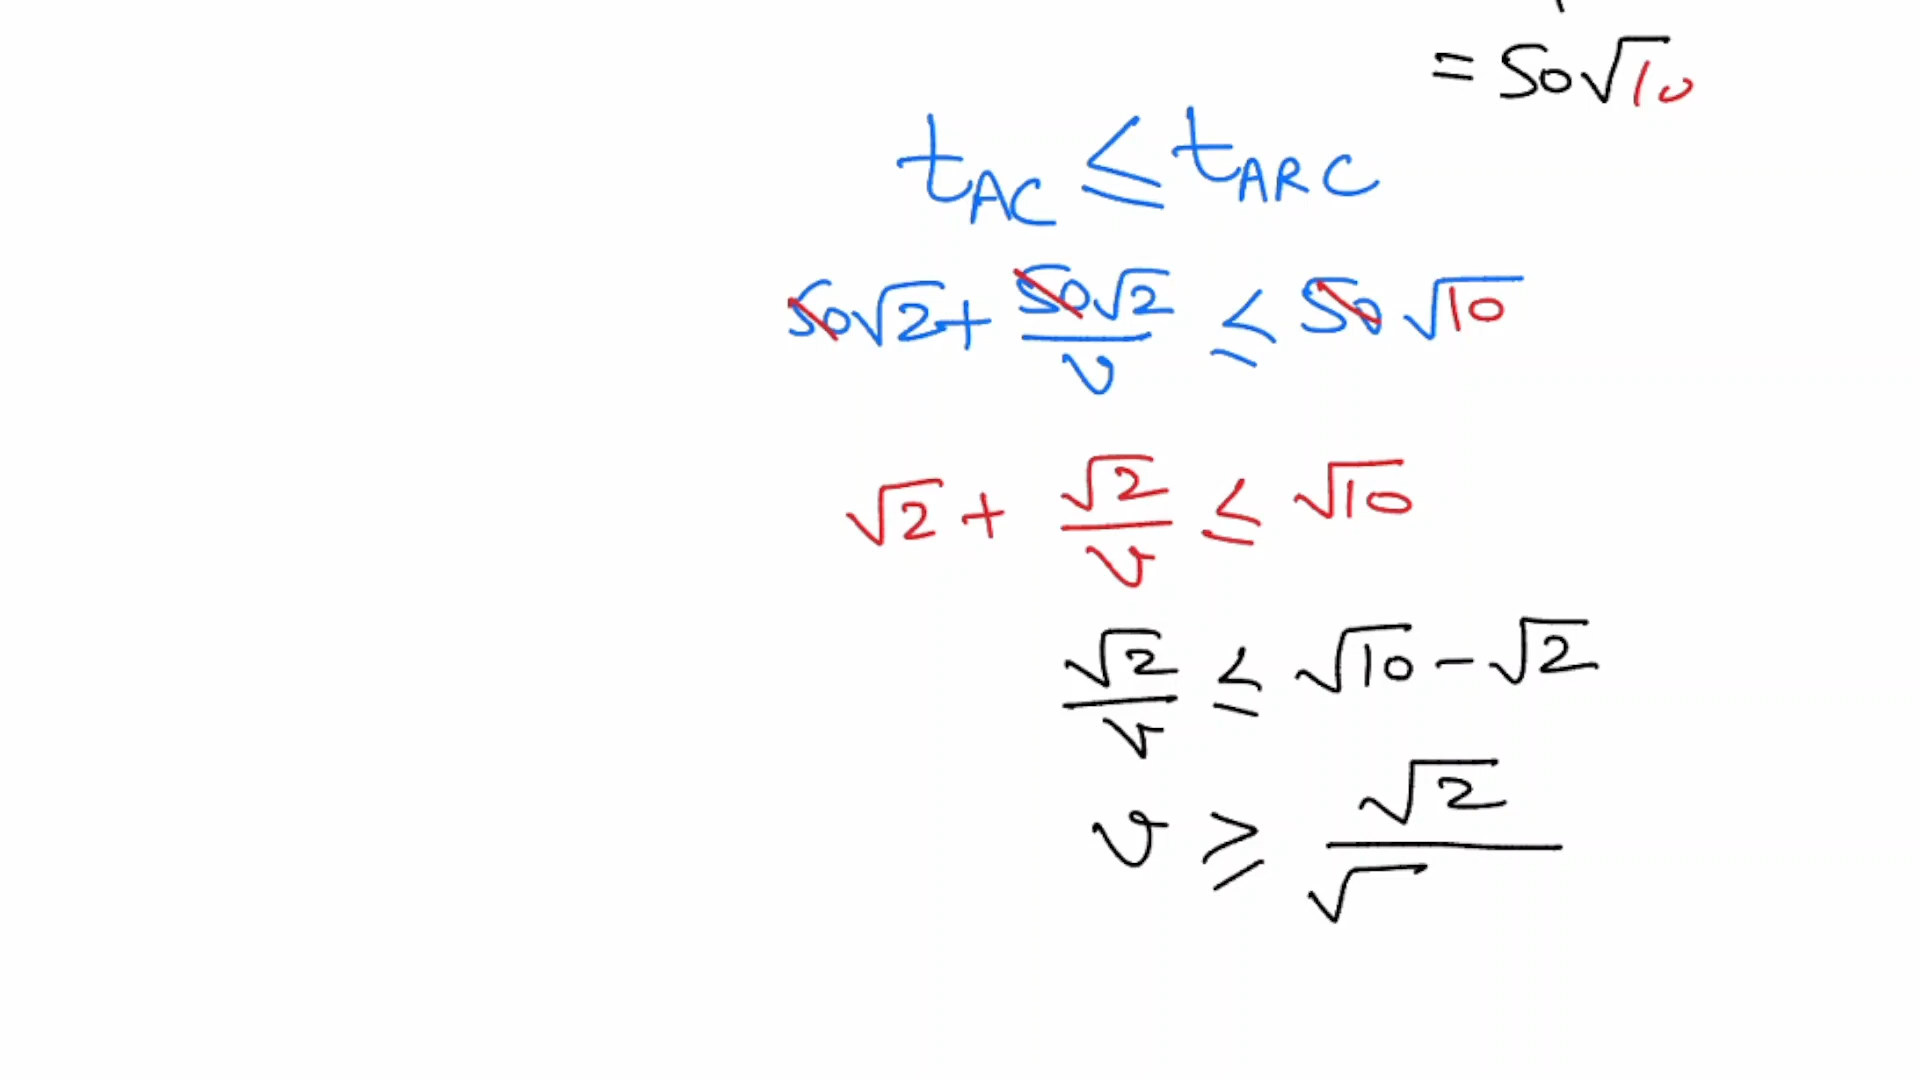 = 50√10
t_AC ≤ t_ARC
50√2 + 50√2/v ≤ 50√10
√2 + √2/v ≤ √10
√2/v ≤ √10 - √2
v ≥ √2/√